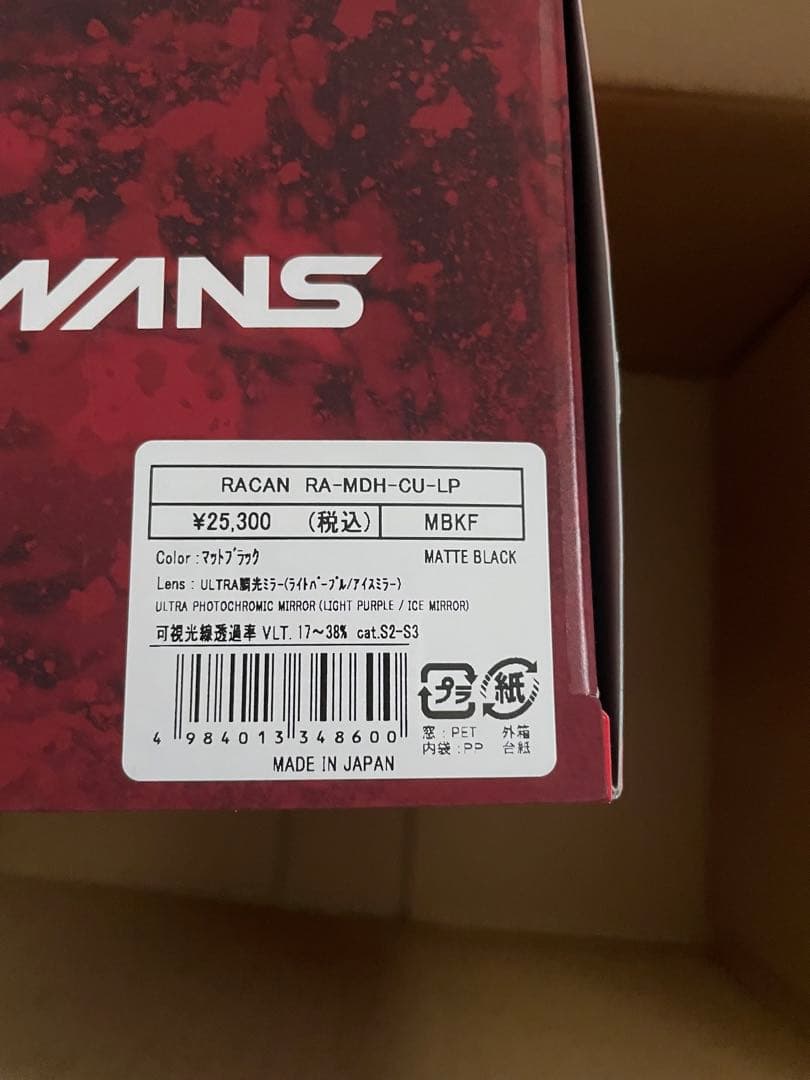 WANS
RACAN RA-MDH-CU-LP
¥25,300 (税込) MBKF
Color:マットブラック MATTE BLACK
Lens : ULTRA調光ミラー(ライトパープル/アイスミラー)
ULTRA PHOTOCHROMIC MIRROR (LIGHT PURPLE / ICE MIRROR)
可視光線透過率 VLT. 17〜38% cat.S2-S3
プラ 紙
4 984013 348600
窓:PET 外箱
内袋:PP 台紙
MADE IN JAPAN